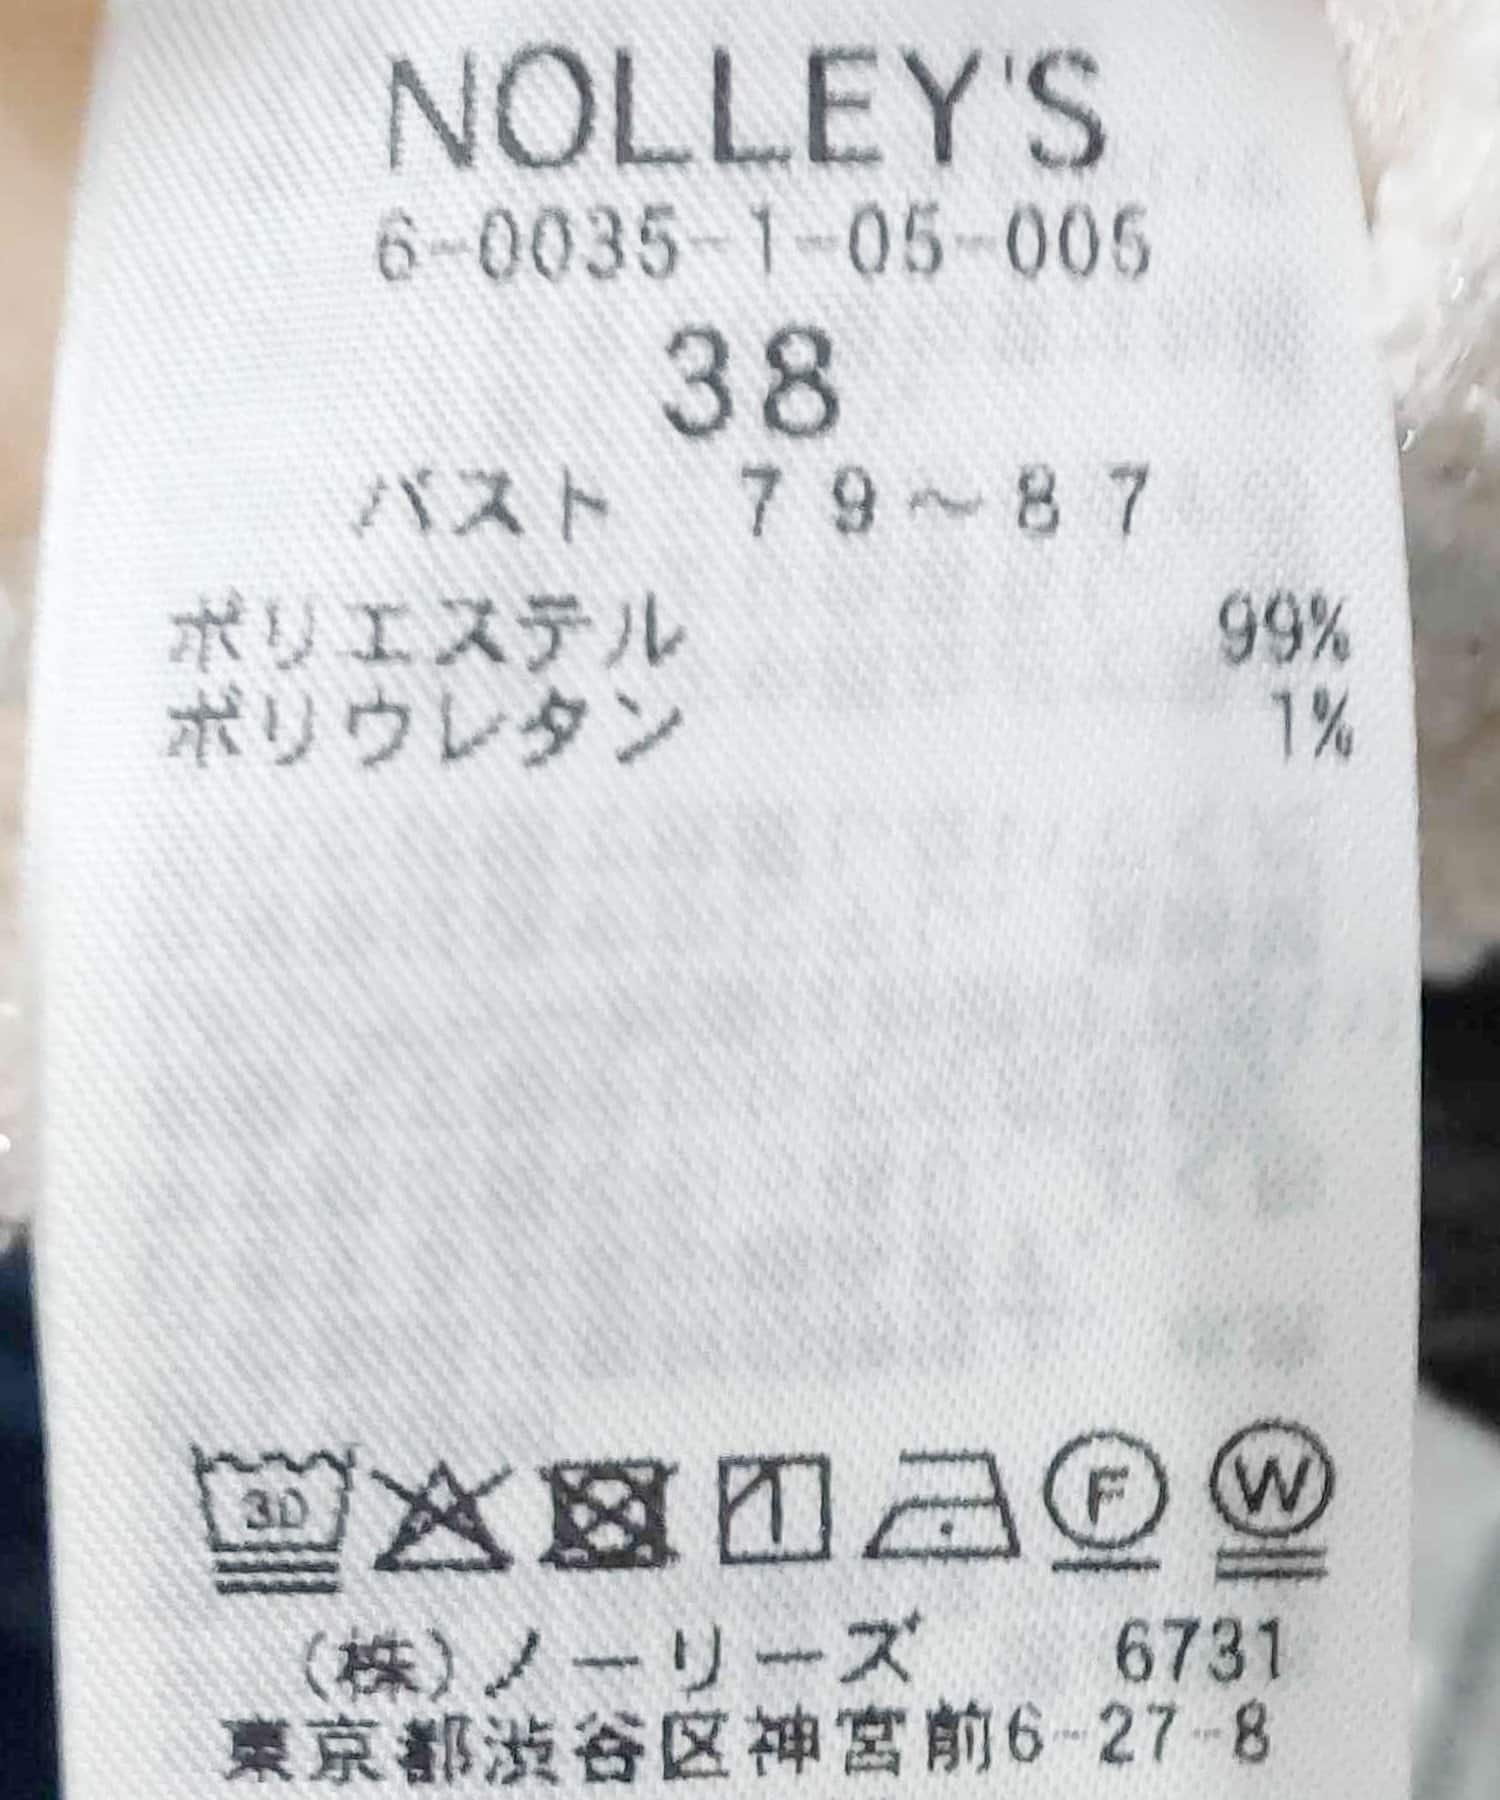 NOLLEY'S
6-0035-1-05-005
38
バスト 79～87
ポリエステル 99%
ポリウレタン 1%
30 F W
(株)ノーリーズ 6731
東京都渋谷区神宮前6-27-8